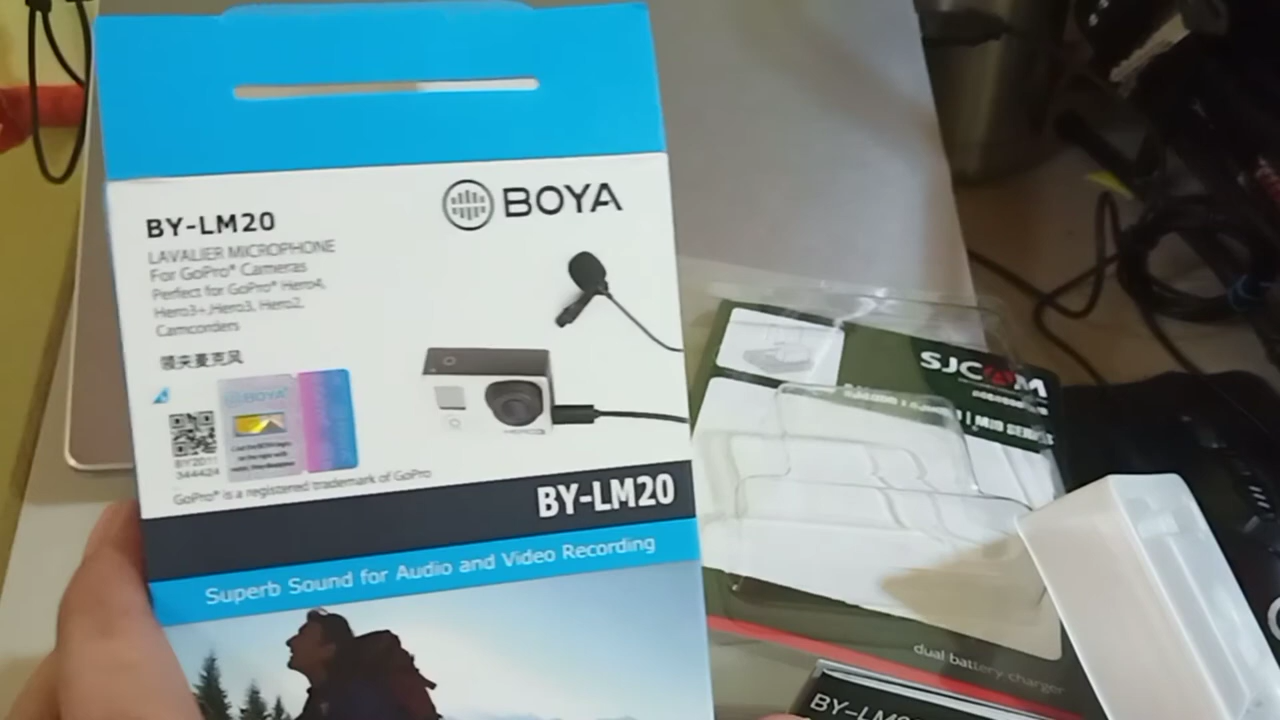 BOYA
BY-LM20
LAVALIER MICROPHONE
For GoPro® Cameras
Perfect for GoPro® Hero4,
Hero3+,Hero3, Hero2,
Camcorders
领夹麦克风
BOYA
BY2011
344424
GoPro® is a registered trademark of GoPro
BY-LM20
Superb Sound for Audio and Video Recording
SJCAM
dual battery charger